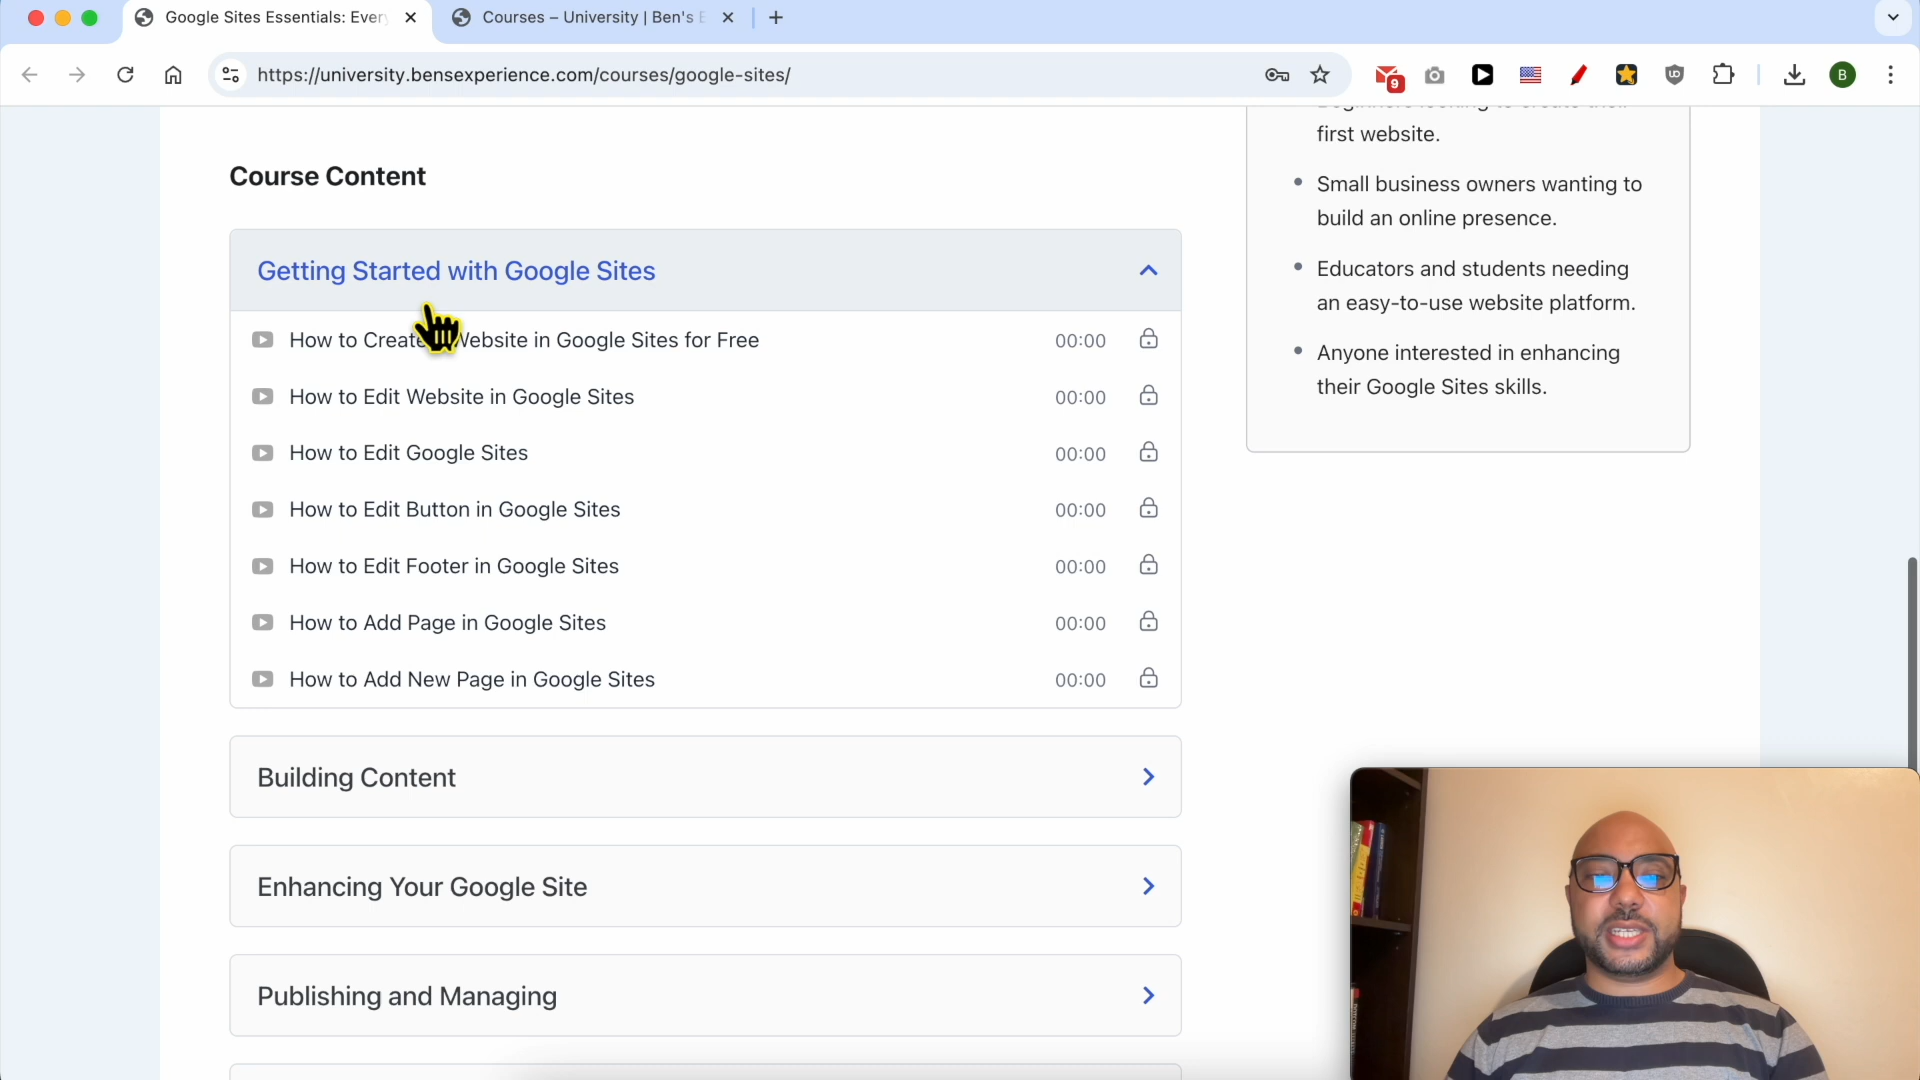 Google Sites Essentials: Ever
Courses – University | Ben's E
https://university.bensexperience.com/courses/google-sites/
9
B
first website.
Small business owners wanting to
build an online presence.
Educators and students needing
an easy-to-use website platform.
Anyone interested in enhancing
their Google Sites skills.
Course Content
Getting Started with Google Sites
How to Create Website in Google Sites for Free 00:00
How to Edit Website in Google Sites 00:00
How to Edit Google Sites 00:00
How to Edit Button in Google Sites 00:00
How to Edit Footer in Google Sites 00:00
How to Add Page in Google Sites 00:00
How to Add New Page in Google Sites 00:00
Building Content
Enhancing Your Google Site
Publishing and Managing